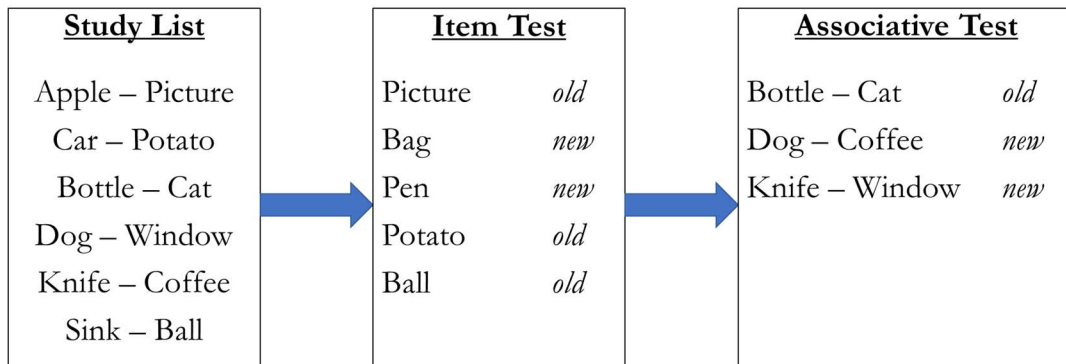 Study List
Apple – Picture
Car – Potato
Bottle – Cat
Dog – Window
Knife – Coffee
Sink – Ball
Item Test
Picture old
Bag new
Pen new
Potato old
Ball old
Associative Test
Bottle – Cat old
Dog – Coffee new
Knife – Window new